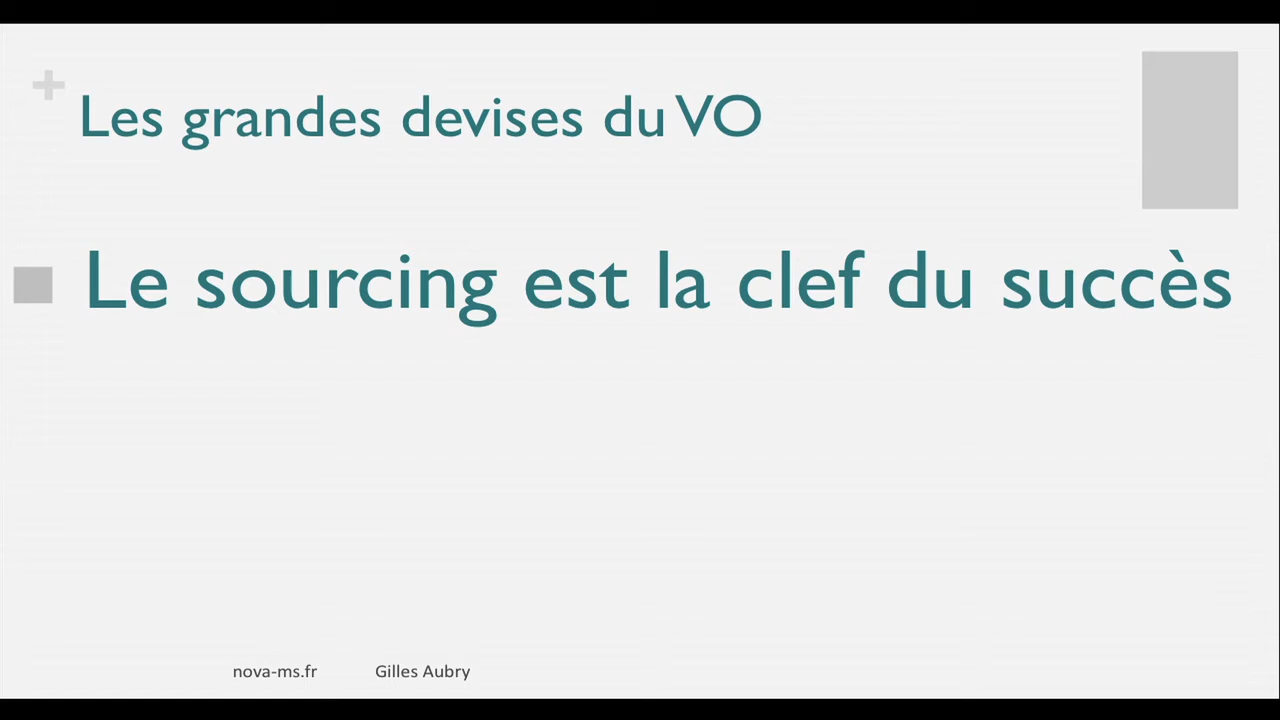 Les grandes devises du VO
Le sourcing est la clef du succès
nova-ms.fr Gilles Aubry